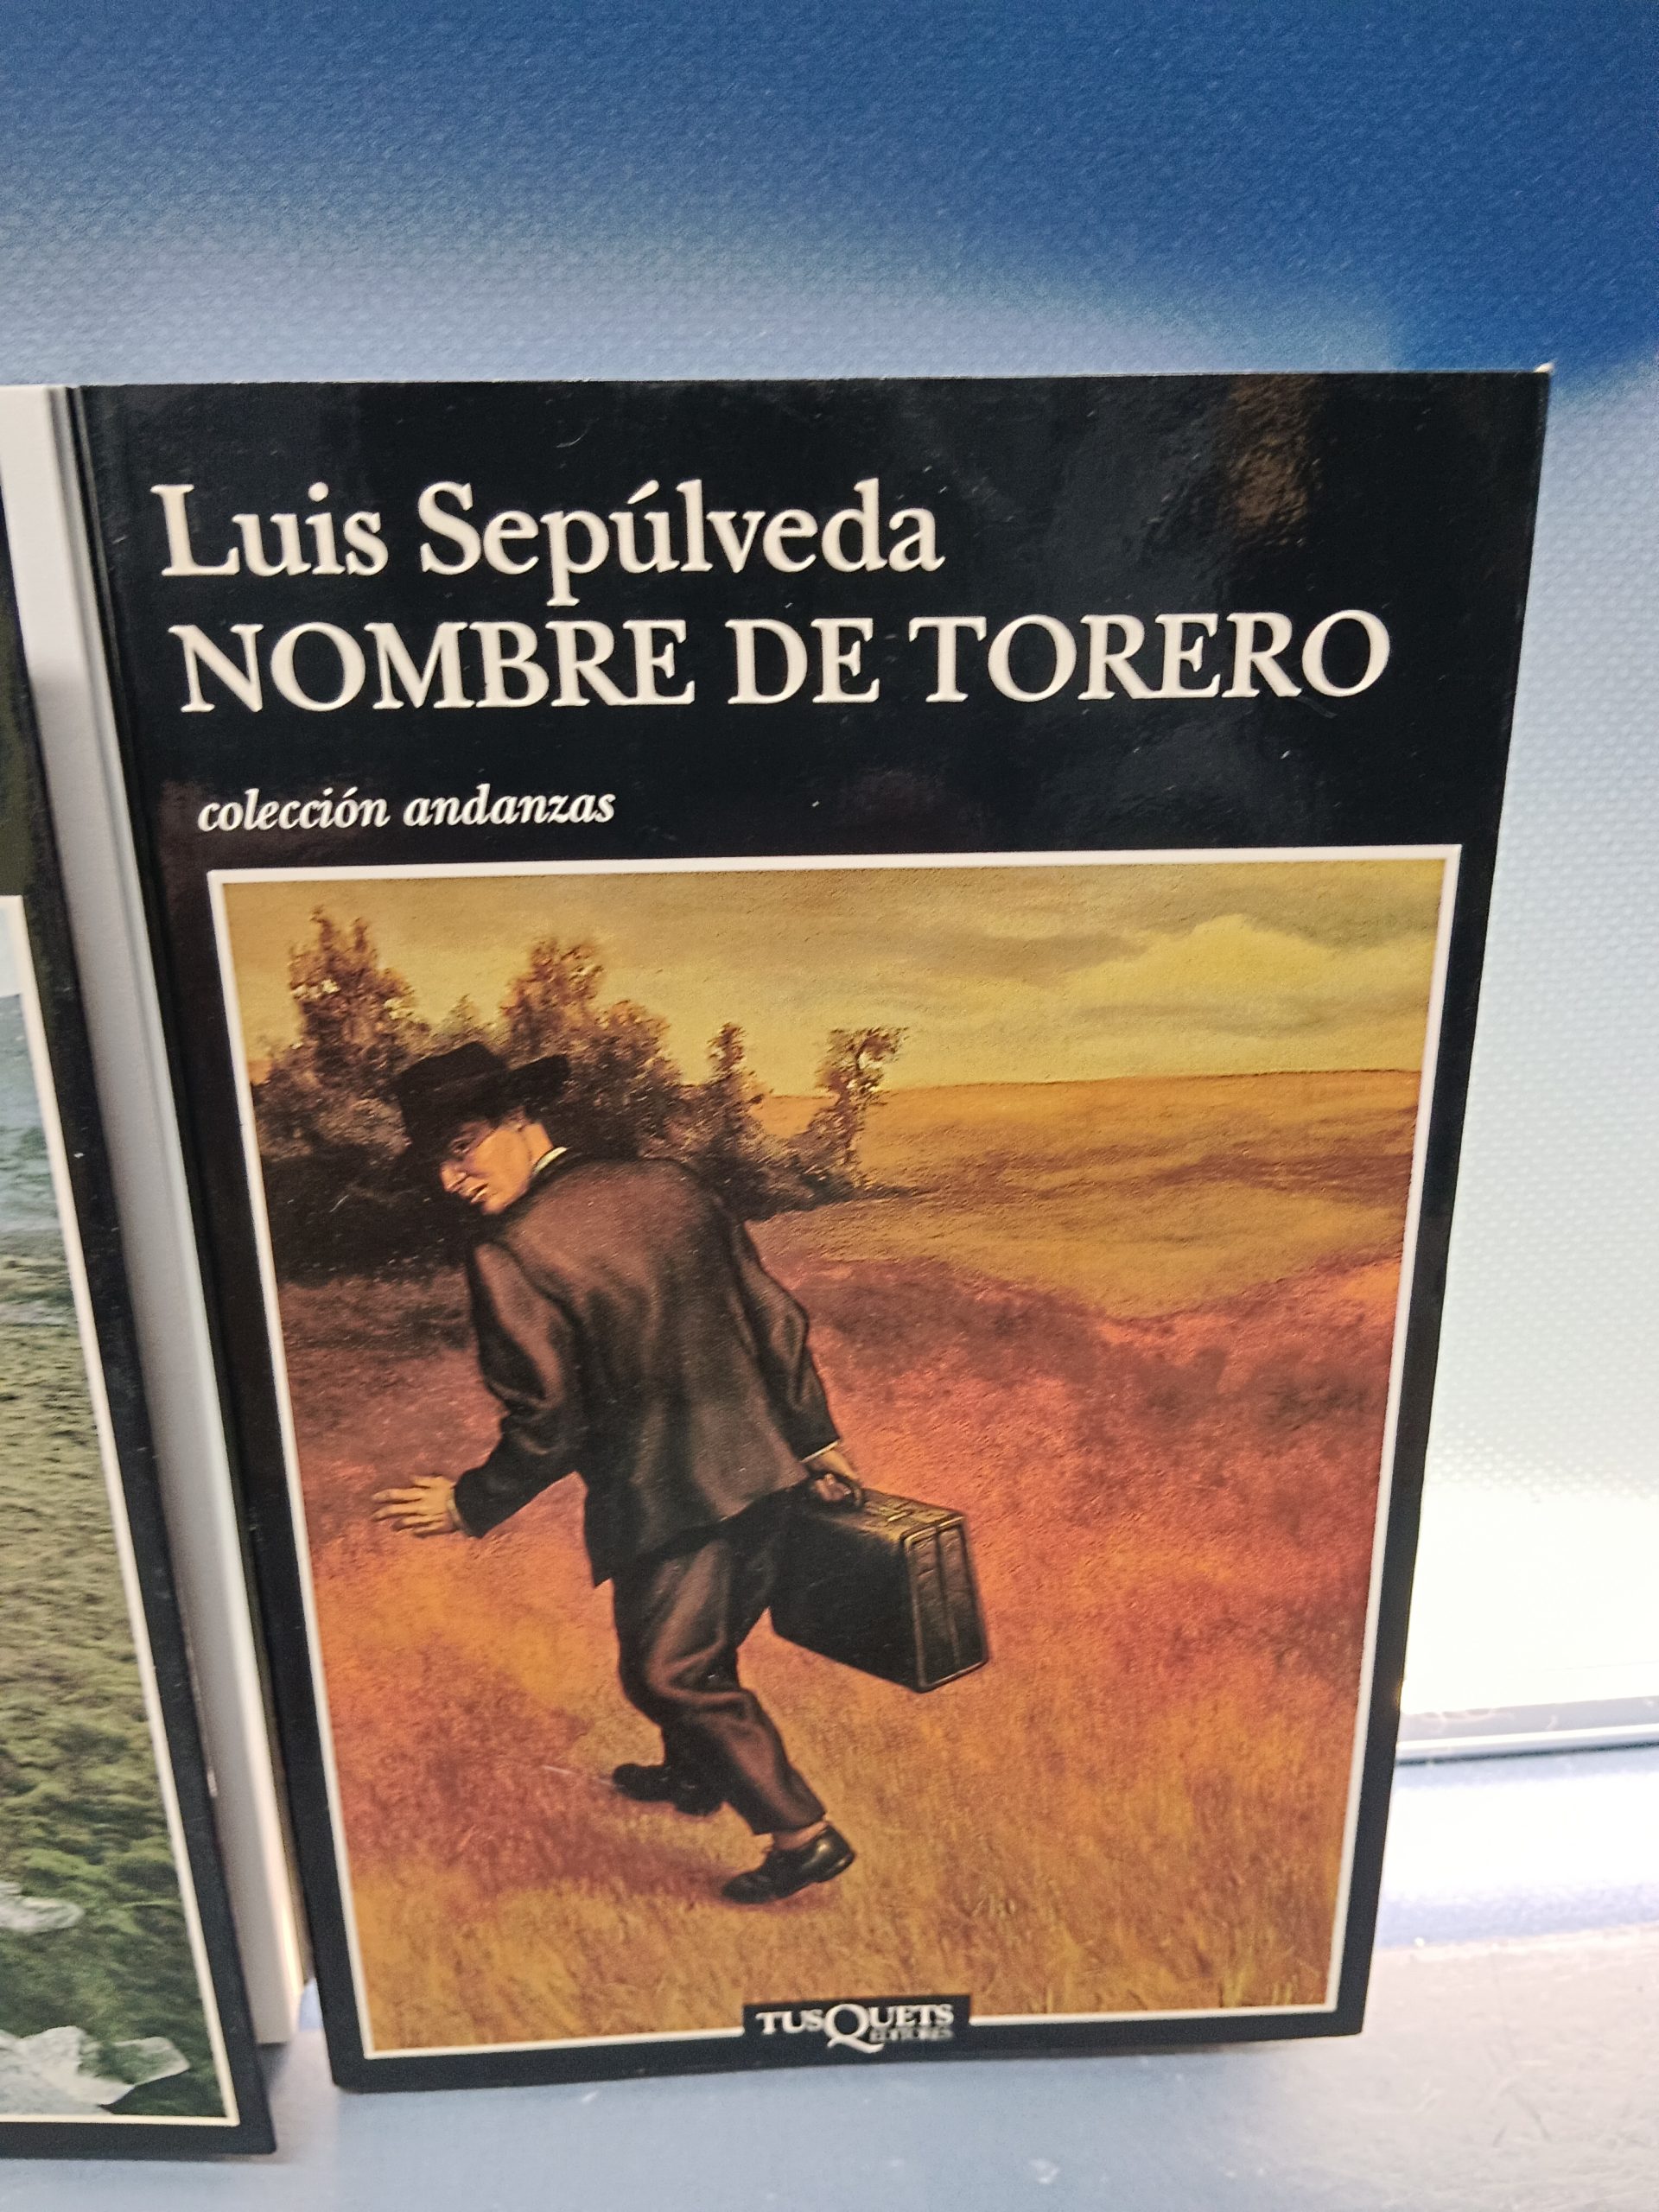 Luis Sepúlveda
NOMBRE DE TORERO
colección andanzas
TUSQUETS
EDITORES